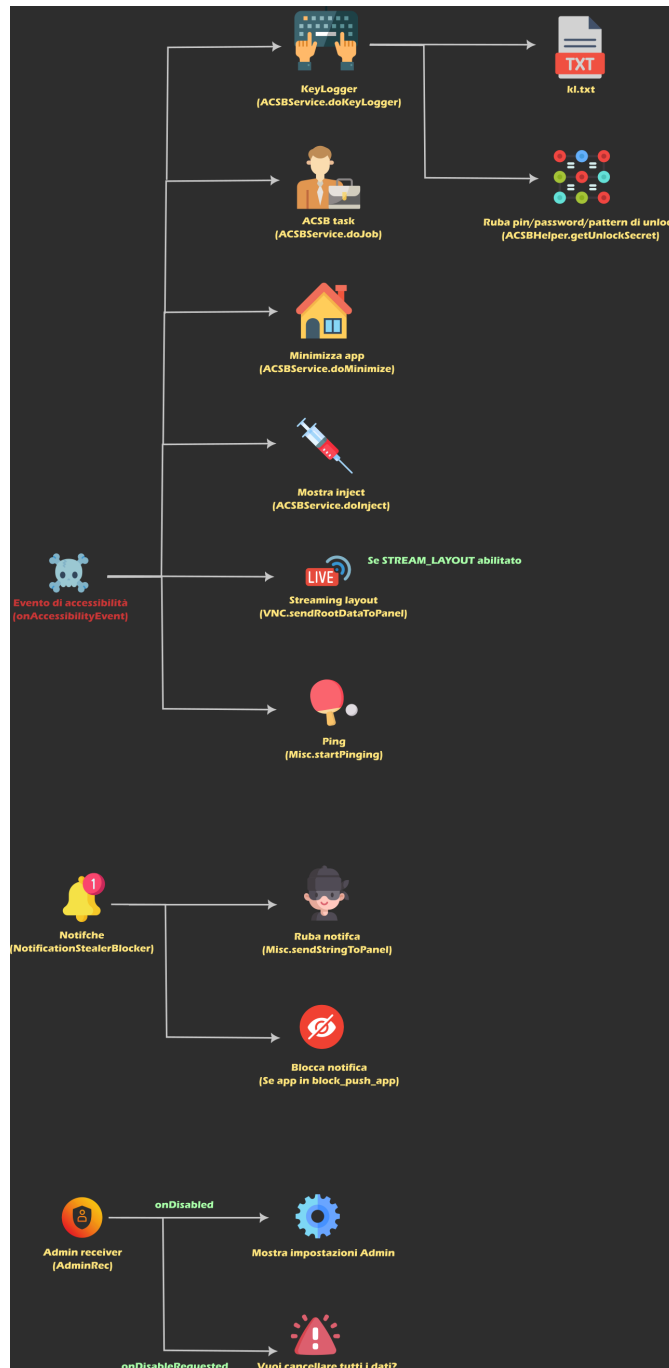 TXT
KeyLogger
(ACSBService.doKeyLogger)
kl.txt
ACSB task
(ACSBService.doJob)
Ruba pin/password/pattern di unloc
(ACSBHelper.getUnlockSecret)
Minimizza app
(ACSBService.doMinimize)
Mostra inject
(ACSBService.doInject)
Se STREAM_LAYOUT abilitato
LIVE
Evento di accessibilità
(onAccessibilityEvent)
Streaming layout
(VNC.sendRootDataToPanel)
Ping
(Misc.startPinging)
1
Notifche
(NotificationStealerBlocker)
Ruba notifca
(Misc.sendStringToPanel)
Blocca notifica
(Se app in block_push_app)
onDisabled
Admin receiver
(AdminRec)
Mostra impostazioni Admin
onDisableRequested
Vuoi cancellare tutti i dati?